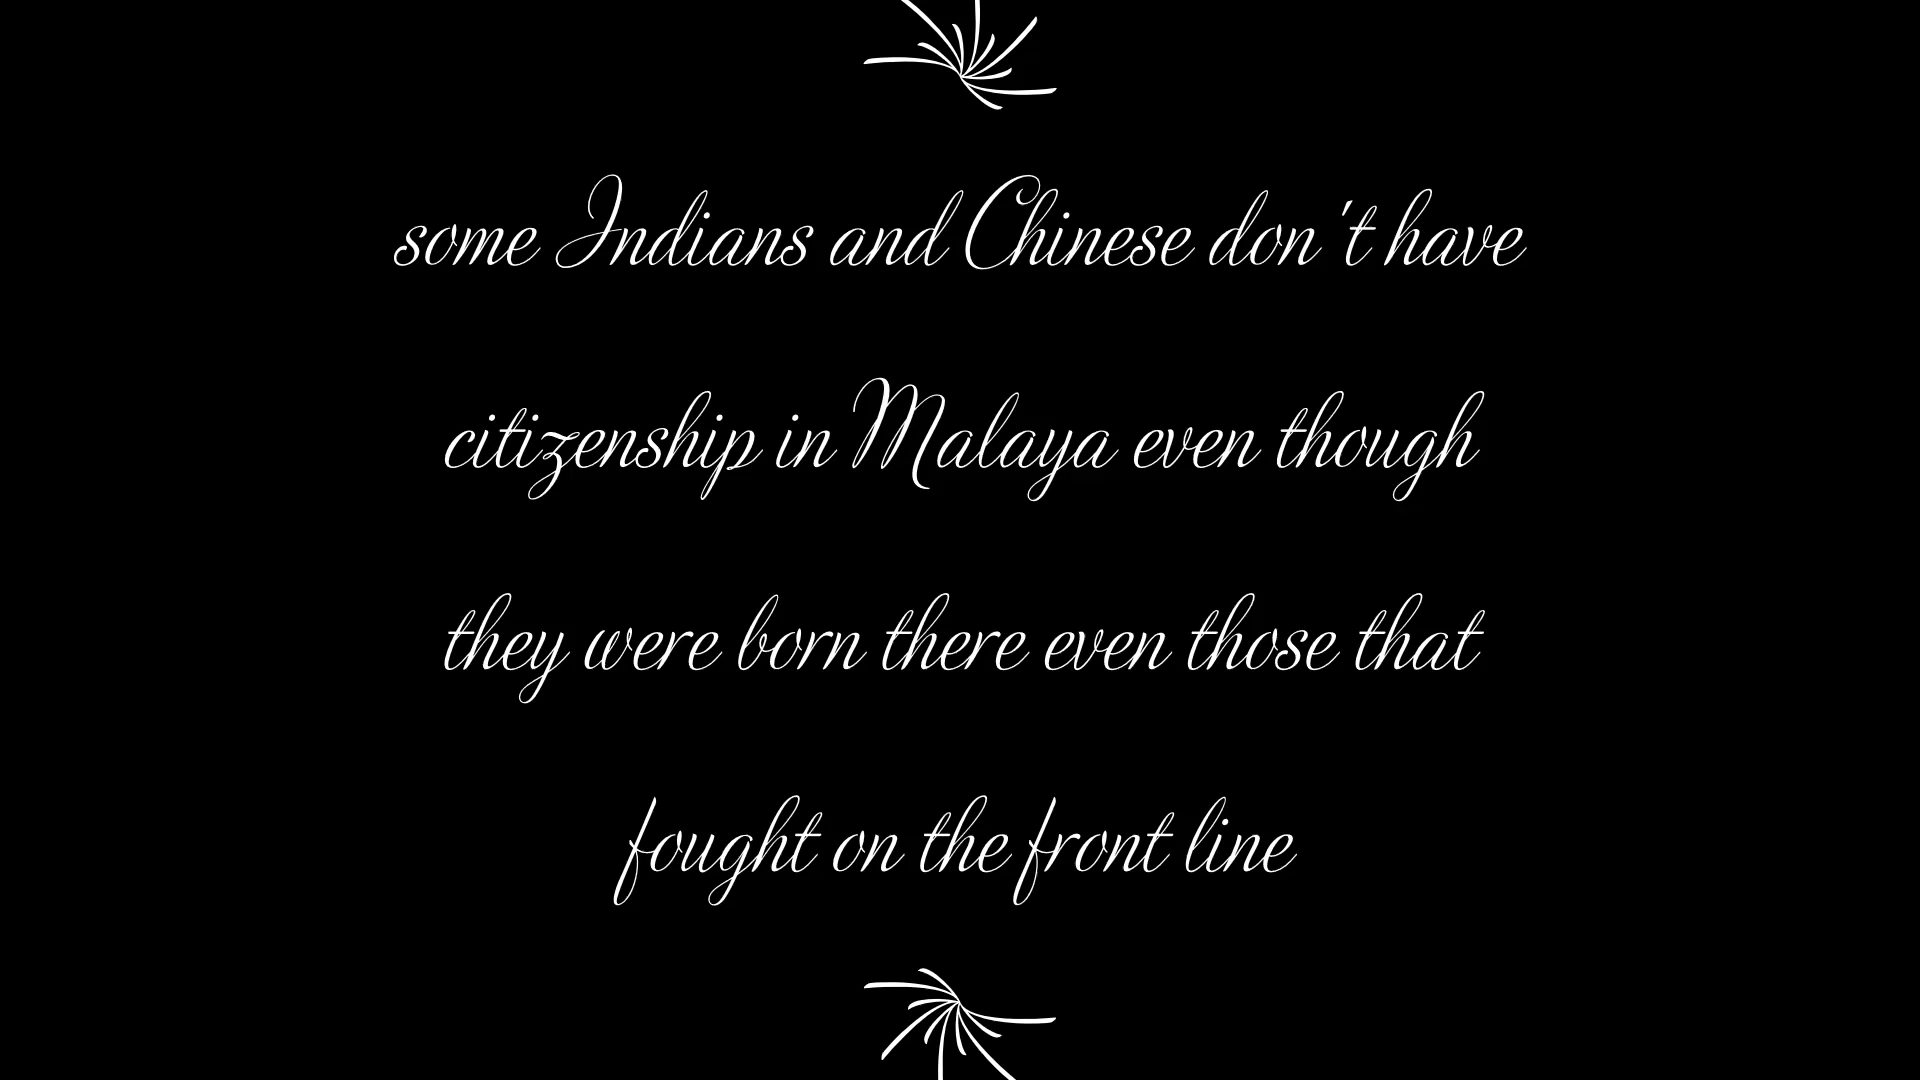 some Indians and Chinese don't have
citizenship in Malaya even though
they were born there even those that
fought on the front line